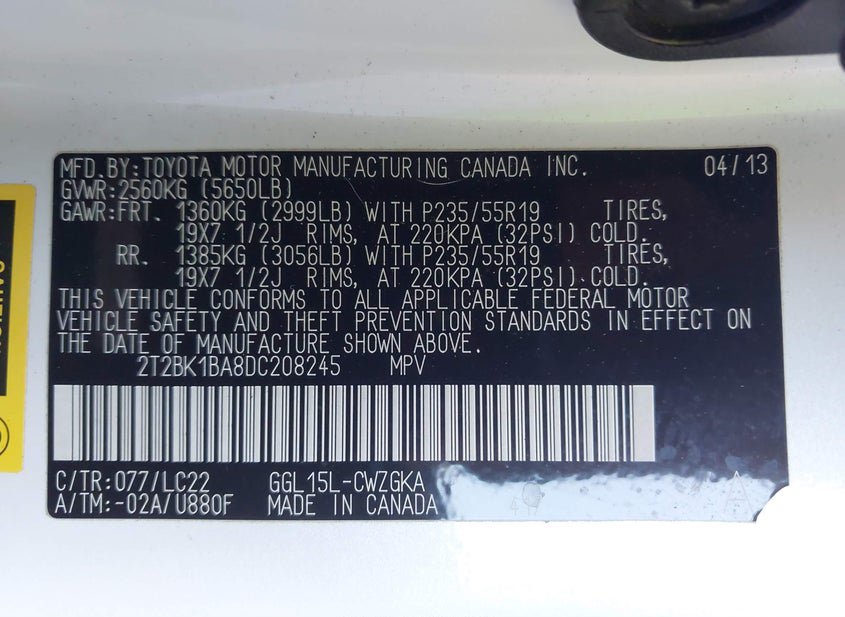 MFD.BY:TOYOTA MOTOR MANUFACTURING CANADA INC. 04/13
GVWR:2560KG (5650LB)
GAWR:FRT. 1360KG (2999LB) WITH P235/55R19 TIRES,
19X7 1/2J RIMS, AT 220KPA (32PSI) COLD.
RR. 1385KG (3056LB) WITH P235/55R19 TIRES,
19X7 1/2J RIMS, AT 220KPA (32PSI) COLD.
THIS VEHICLE CONFORMS TO ALL APPLICABLE FEDERAL MOTOR
VEHICLE SAFETY AND THEFT PREVENTION STANDARDS IN EFFECT ON
THE DATE OF MANUFACTURE SHOWN ABOVE.
2T2BK1BA8DC208245 MPV
C/TR:077/LC22 GGL15L-CWZGKA
A/TM:-02A/U880F MADE IN CANADA